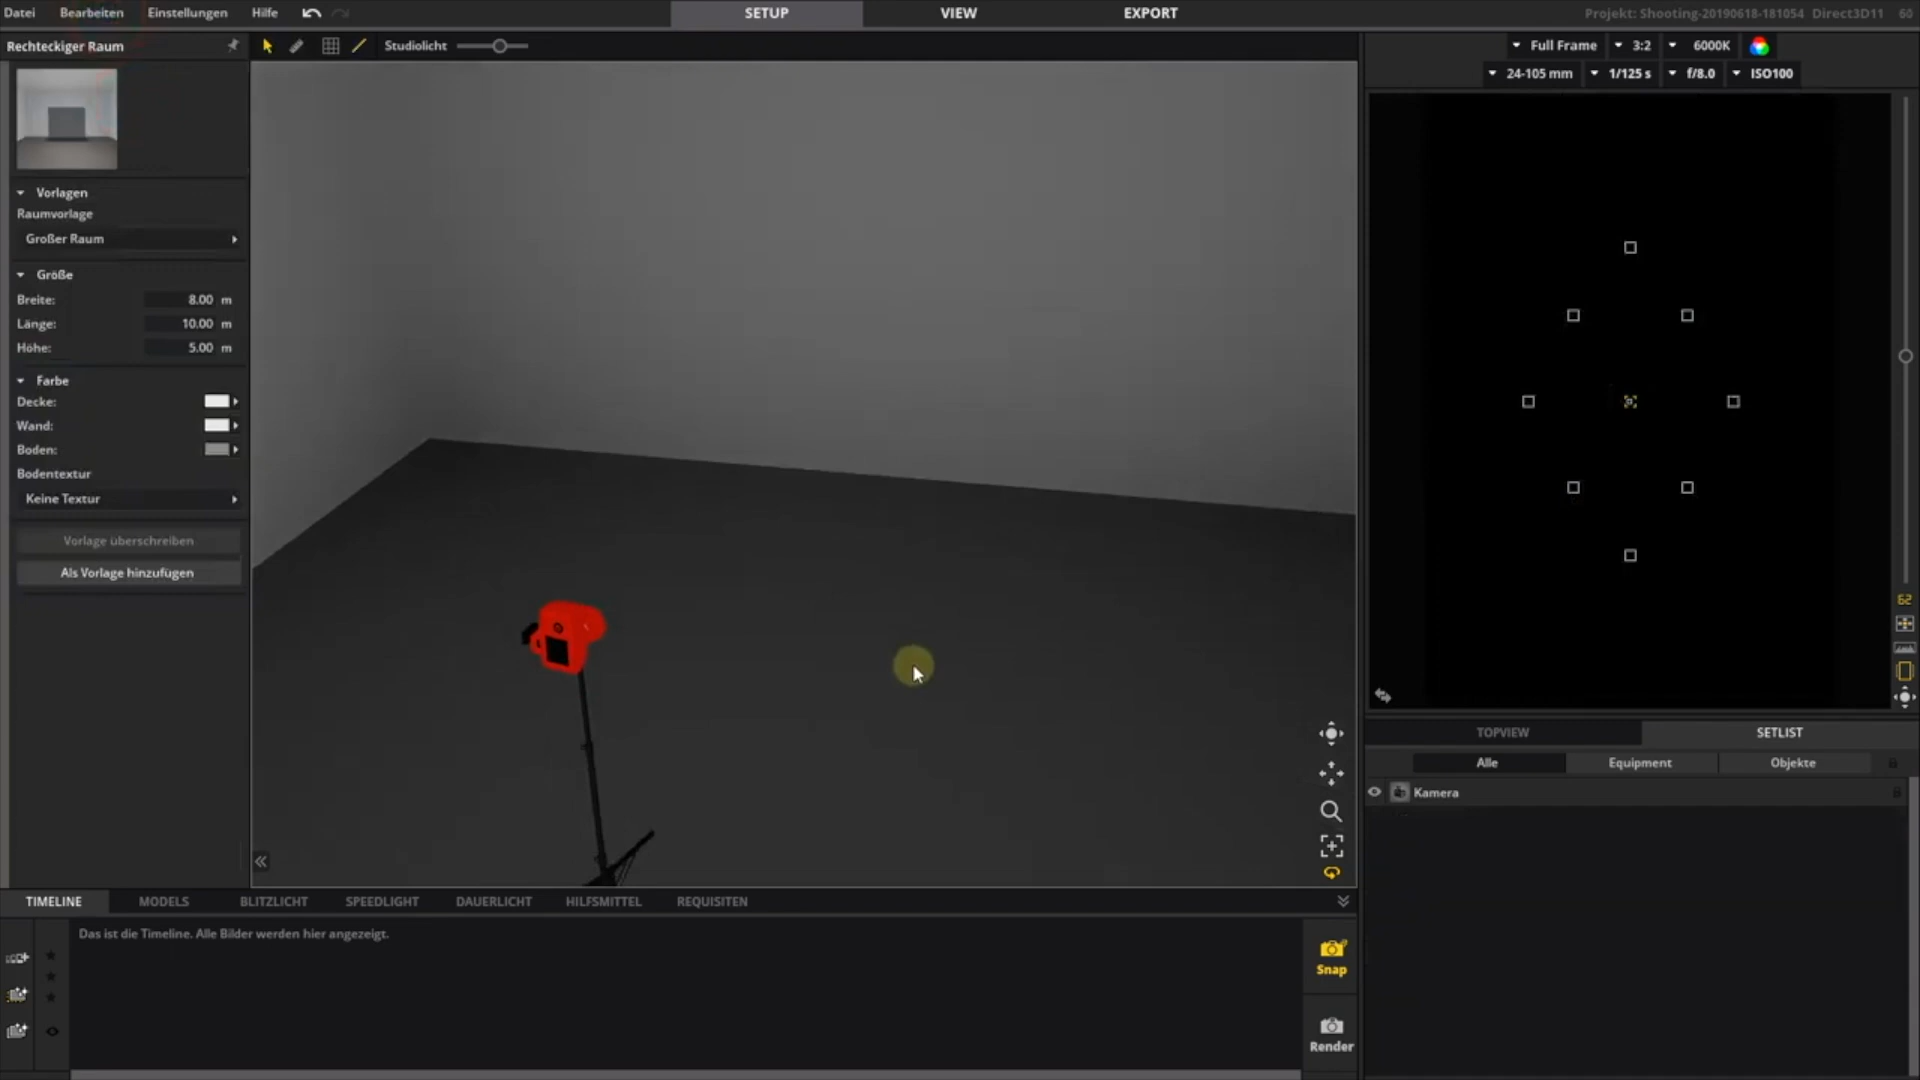 Datei Bearbeiten Einstellungen Hilfe SETUP VIEW EXPORT Projekt: Shooting-20190618-181054 Direct3D11 60
Rechteckiger Raum
Studiolicht
Full Frame 3:2 6000K
24-105 mm 1/125 s f/8.0 ISO100
Vorlagen
Raumvorlage
Großer Raum
Größe
Breite: 8.00 m
Länge: 10.00 m
Höhe: 5.00 m
Farbe
Decke:
Wand:
Boden:
Bodentextur
Keine Textur
Vorlage überschreiben
Als Vorlage hinzufügen
62
TOPVIEW SETLIST
Alle Equipment Objekte
Kamera
TIMELINE MODELS BLITZLICHT SPEEDLIGHT DAUERLICHT HILFSMITTEL REQUISITEN
Das ist die Timeline. Alle Bilder werden hier angezeigt.
Snap
Render